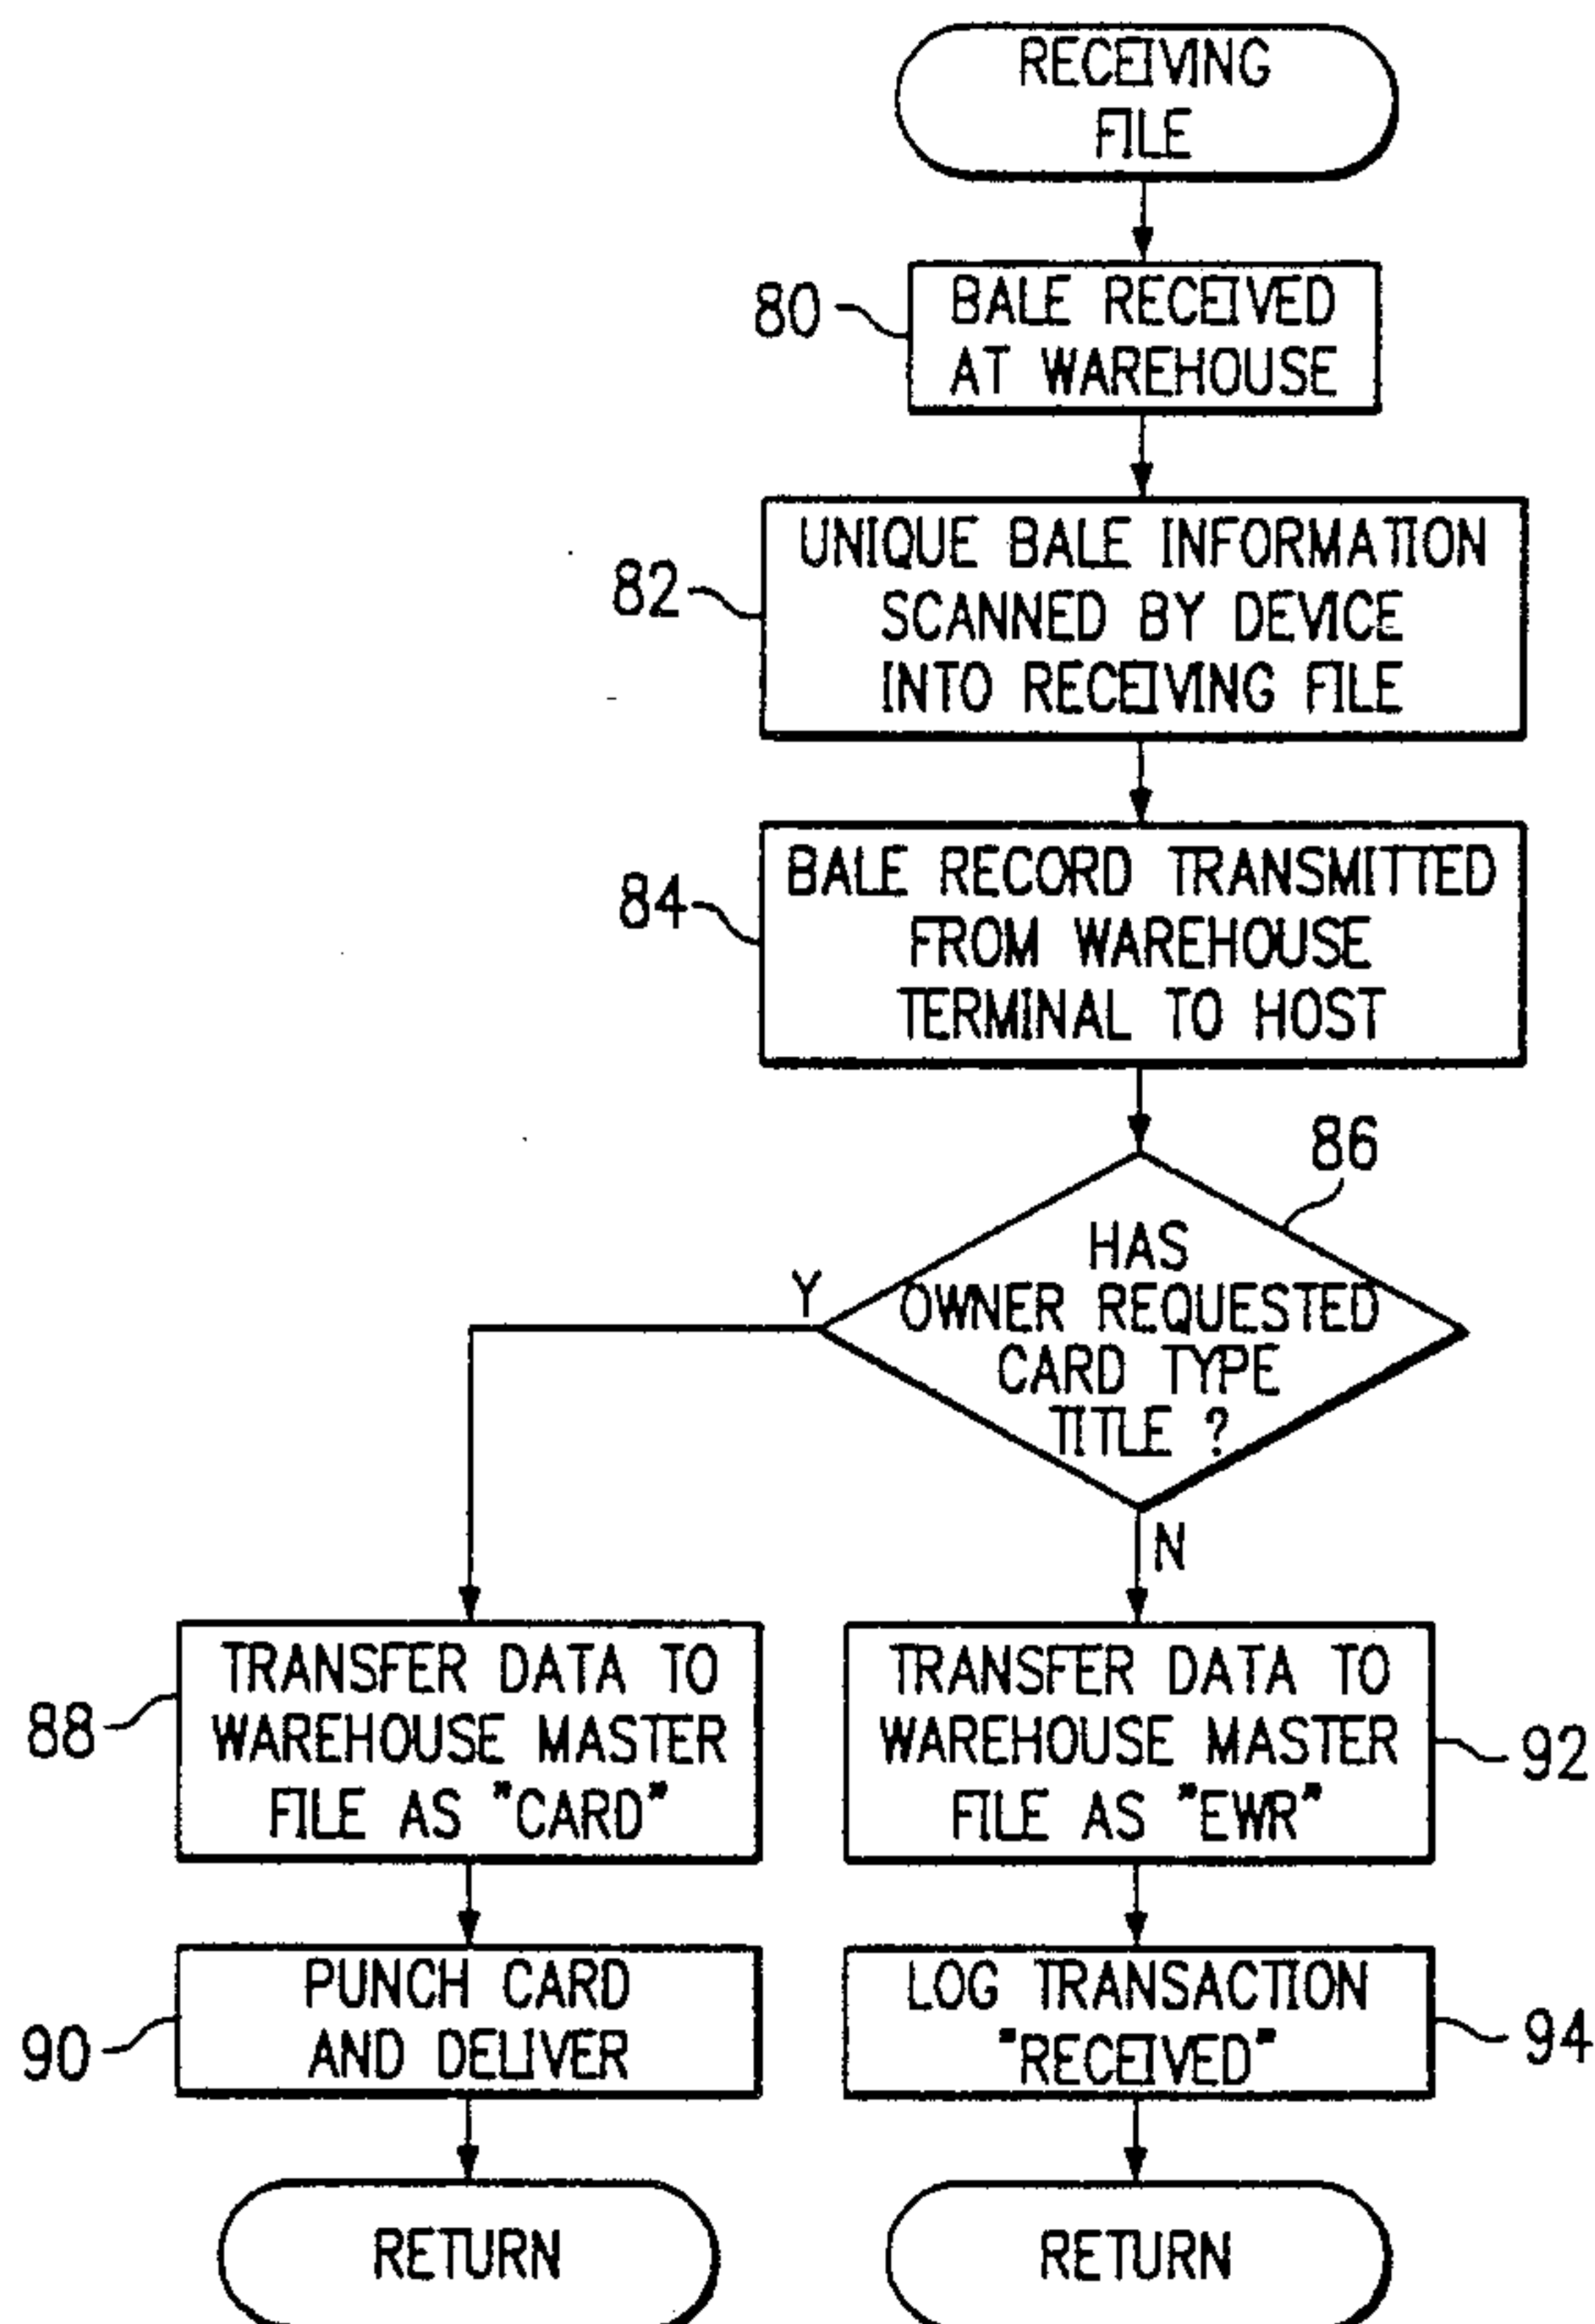 RECEIVING
FILE
80
BALE RECEIVED
AT WAREHOUSE
82
UNIQUE BALE INFORMATION
SCANNED BY DEVICE
INTO RECEIVING FILE
84
BALE RECORD TRANSMITTED
FROM WAREHOUSE
TERMINAL TO HOST
86
HAS
OWNER REQUESTED
CARD TYPE
TITLE ?
Y
N
88
TRANSFER DATA TO
WAREHOUSE MASTER
FILE AS "CARD"
TRANSFER DATA TO
WAREHOUSE MASTER
FILE AS "EWR"
92
90
PUNCH CARD
AND DELIVER
LOG TRANSACTION
"RECEIVED"
94
RETURN
RETURN